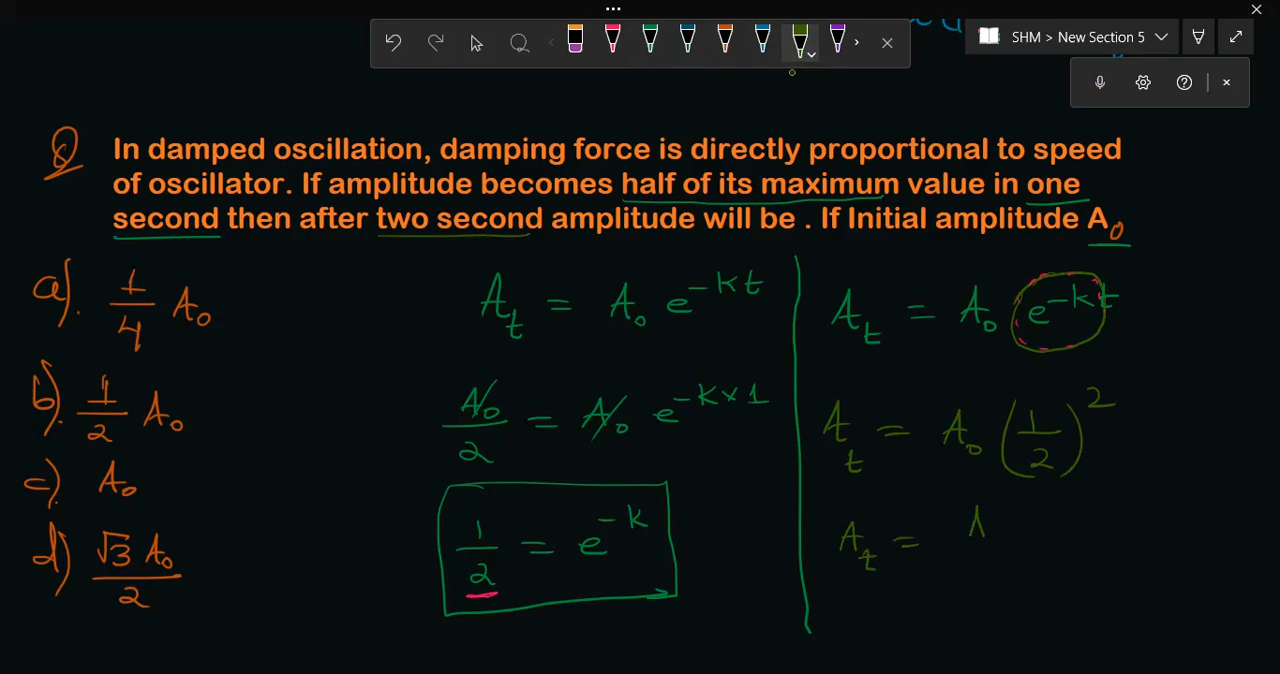 SHM > New Section 5
Q In damped oscillation, damping force is directly proportional to speed
of oscillator. If amplitude becomes half of its maximum value in one
second then after two second amplitude will be . If Initial amplitude A₀
a). 1/4 A₀
b). 1/2 A₀
c). A₀
d) √3 A₀/2
Aₜ = A₀ e^(-kt)
A₀/2 = A₀ e^(-k×1)
1/2 = e^(-k)
Aₜ = A₀ e^(-kt)
Aₜ = A₀ (1/2)²
Aₜ =